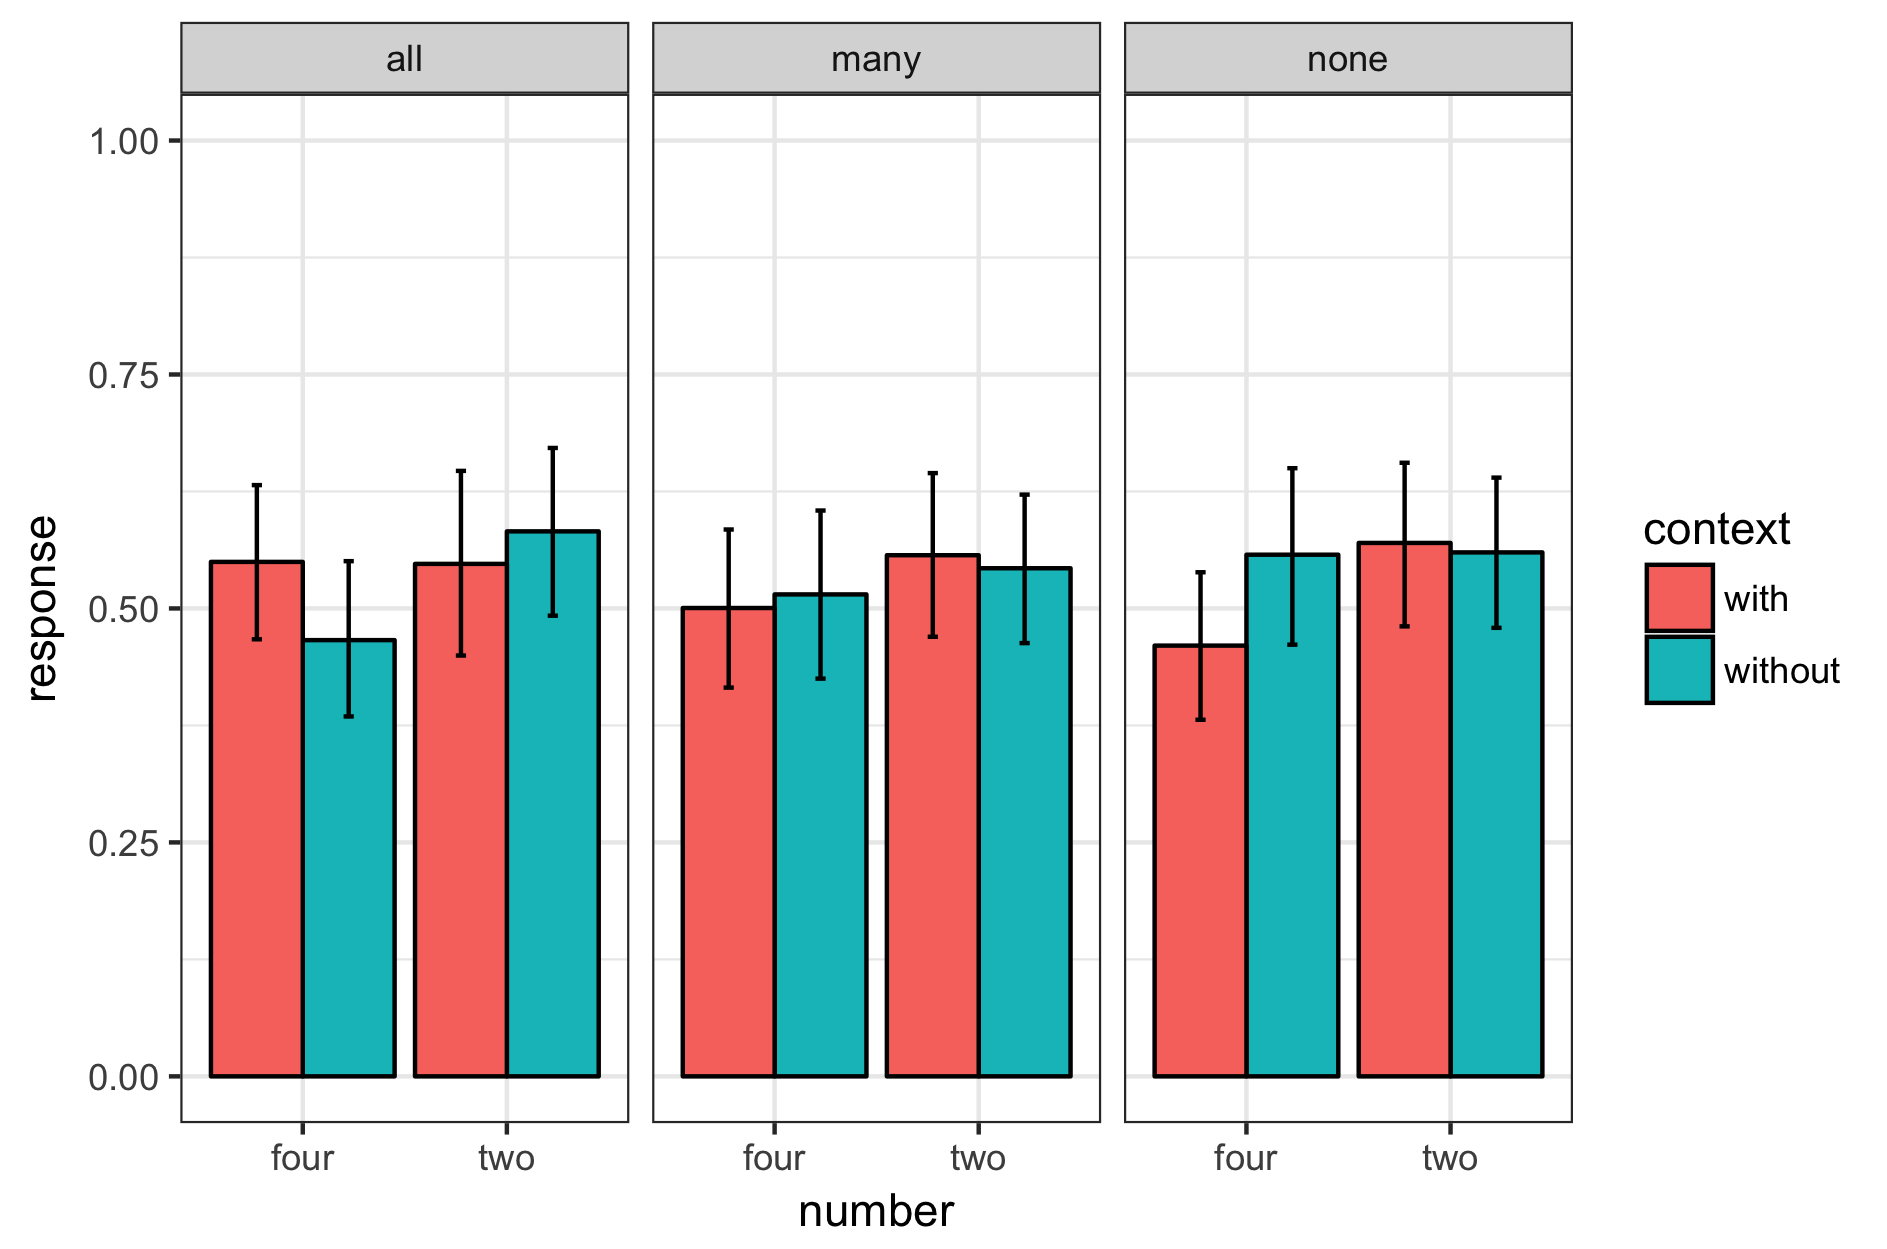 all many none
1.00
0.75
0.50
0.25
0.00
response
four two four two four two
number
context
with
without